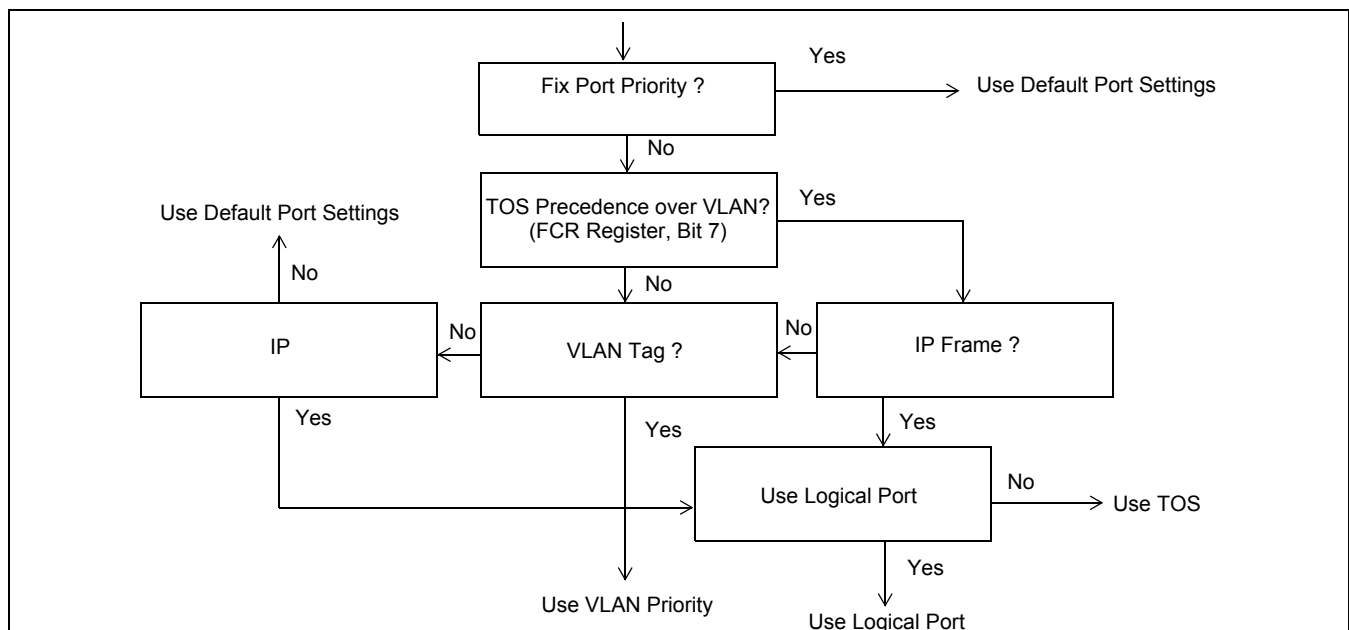 Yes
Fix Port Priority ?
Use Default Port Settings
No
TOS Precedence over VLAN?
(FCR Register, Bit 7)
Yes
Use Default Port Settings
No
No
IP
No
VLAN Tag ?
No
IP Frame ?
Yes
Yes
Yes
Use Logical Port
No
Use TOS
Yes
Use VLAN Priority
Use Logical Port